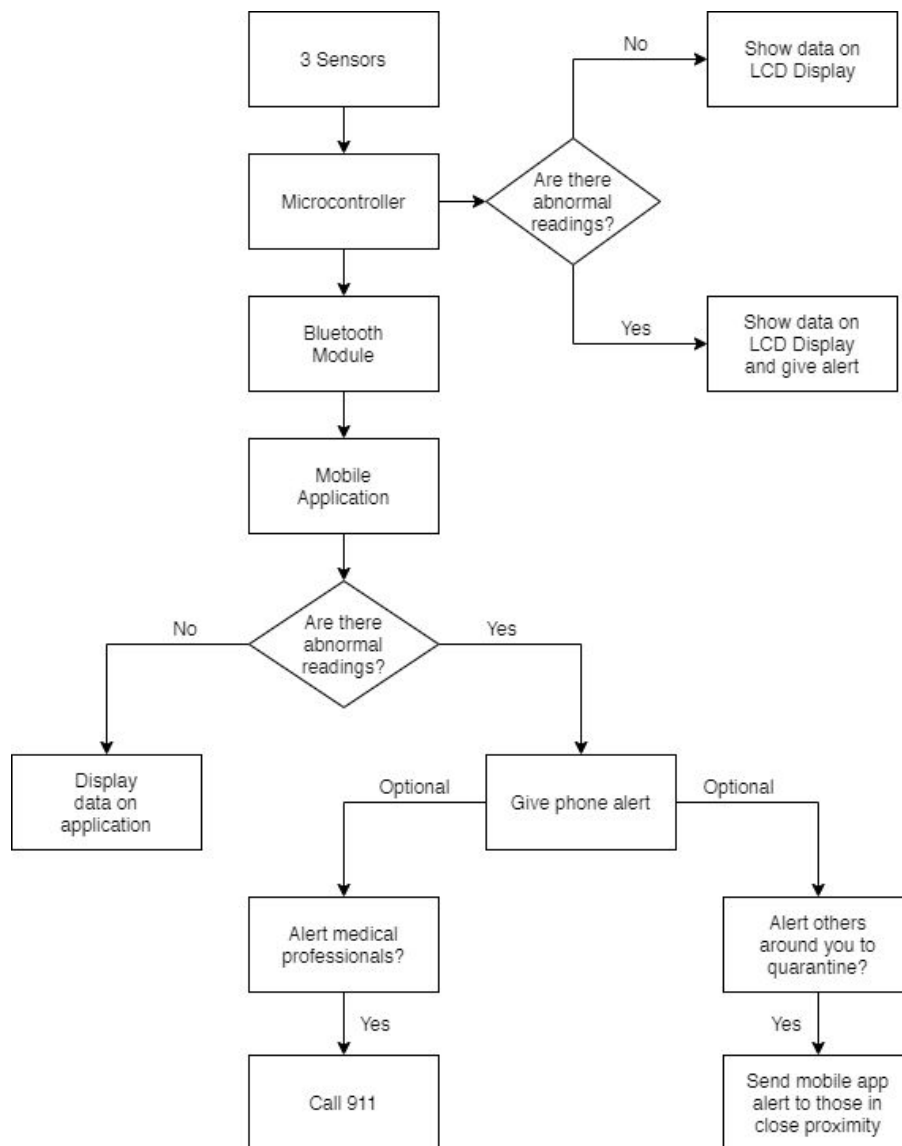 3 Sensors
No
Show data on
LCD Display
Microcontroller
Are there
abnormal
readings?
Bluetooth
Module
Yes
Show data on
LCD Display
and give alert
Mobile
Application
No
Are there
abnormal
readings?
Yes
Display
data on
application
Optional
Give phone alert
Optional
Alert medical
professionals?
Alert others
around you to
quarantine?
Yes
Yes
Call 911
Send mobile app
alert to those in
close proximity